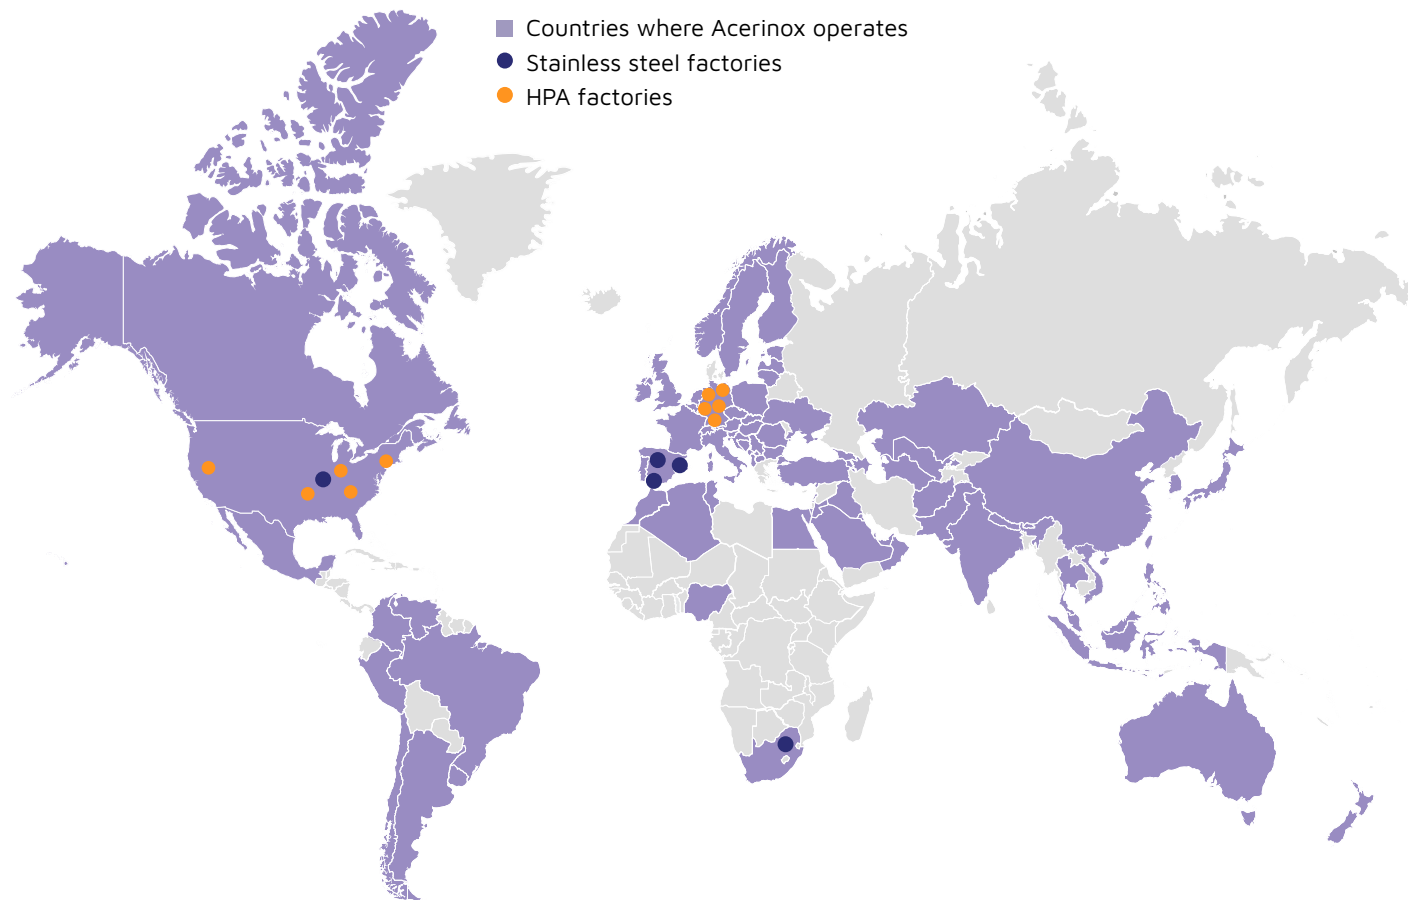 Countries where Acerinox operates
Stainless steel factories
HPA factories